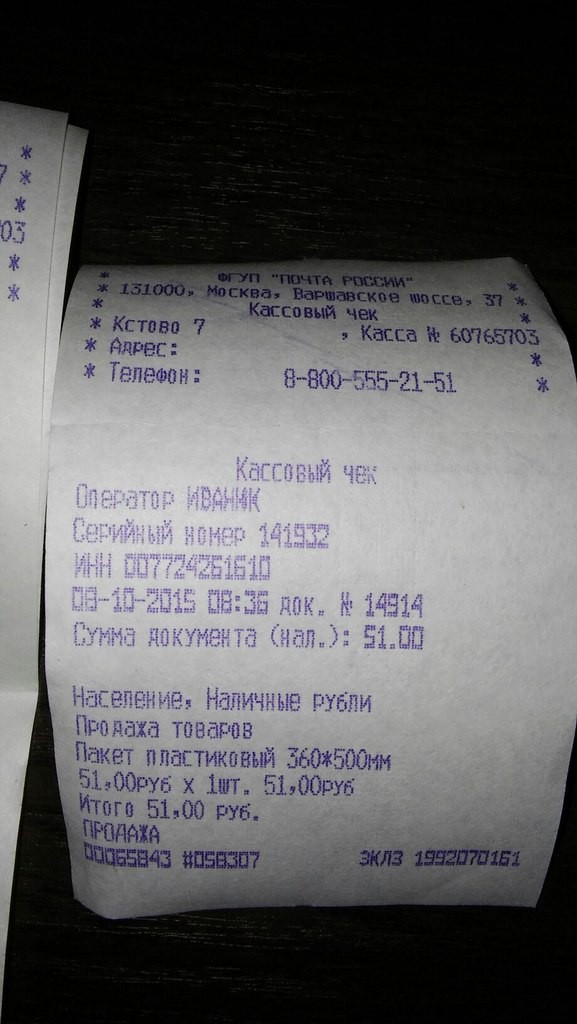 *
7 *
*
03
*
*
* ФГУП "ПОЧТА РОССИИ" *
* 131000, Москва, Варшавское шоссе, 37 *
* Кассовый чек *
* Кстово 7 , Касса № 60765703
* Адрес: *
* Телефон: 8-800-555-21-51 *
Кассовый чек
Оператор ИВАНИК
Серийный номер 141932
ИНН 007724261610
09-10-2015 08:36 док. № 14914
Сумма документа (нал.): 51.00
Население, Наличные рубли
Продажа товаров
Пакет пластиковый 360*500мм
51,00руб x 1шт. 51,00руб
Итого 51,00 руб.
ПРОДАЖА
00065843 #058307 ЭКЛЗ 1992070161